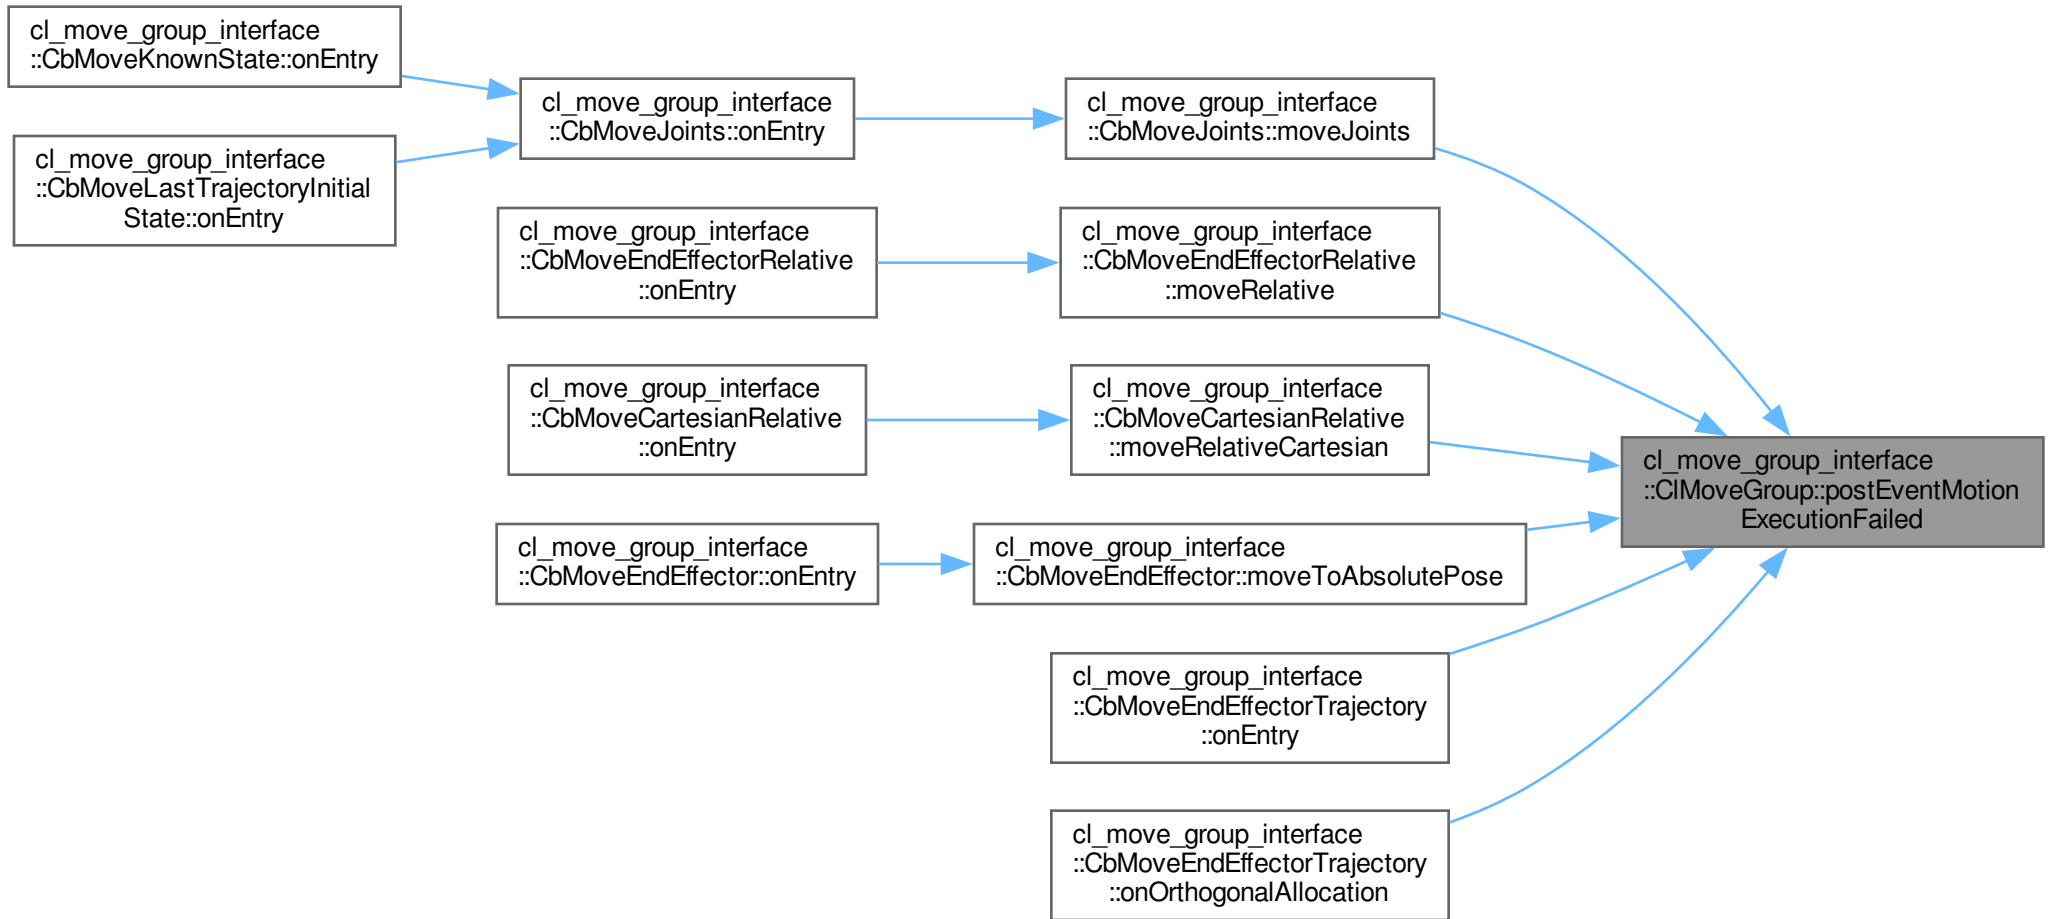 cl_move_group_interface
::CbMoveKnownState::onEntry
cl_move_group_interface
::CbMoveLastTrajectoryInitial
State::onEntry
cl_move_group_interface
::CbMoveJoints::onEntry
cl_move_group_interface
::CbMoveJoints::moveJoints
cl_move_group_interface
::CbMoveEndEffectorRelative
::onEntry
cl_move_group_interface
::CbMoveEndEffectorRelative
::moveRelative
cl_move_group_interface
::CbMoveCartesianRelative
::onEntry
cl_move_group_interface
::CbMoveCartesianRelative
::moveRelativeCartesian
cl_move_group_interface
::ClMoveGroup::postEventMotion
ExecutionFailed
cl_move_group_interface
::CbMoveEndEffector::onEntry
cl_move_group_interface
::CbMoveEndEffector::moveToAbsolutePose
cl_move_group_interface
::CbMoveEndEffectorTrajectory
::onEntry
cl_move_group_interface
::CbMoveEndEffectorTrajectory
::onOrthogonalAllocation